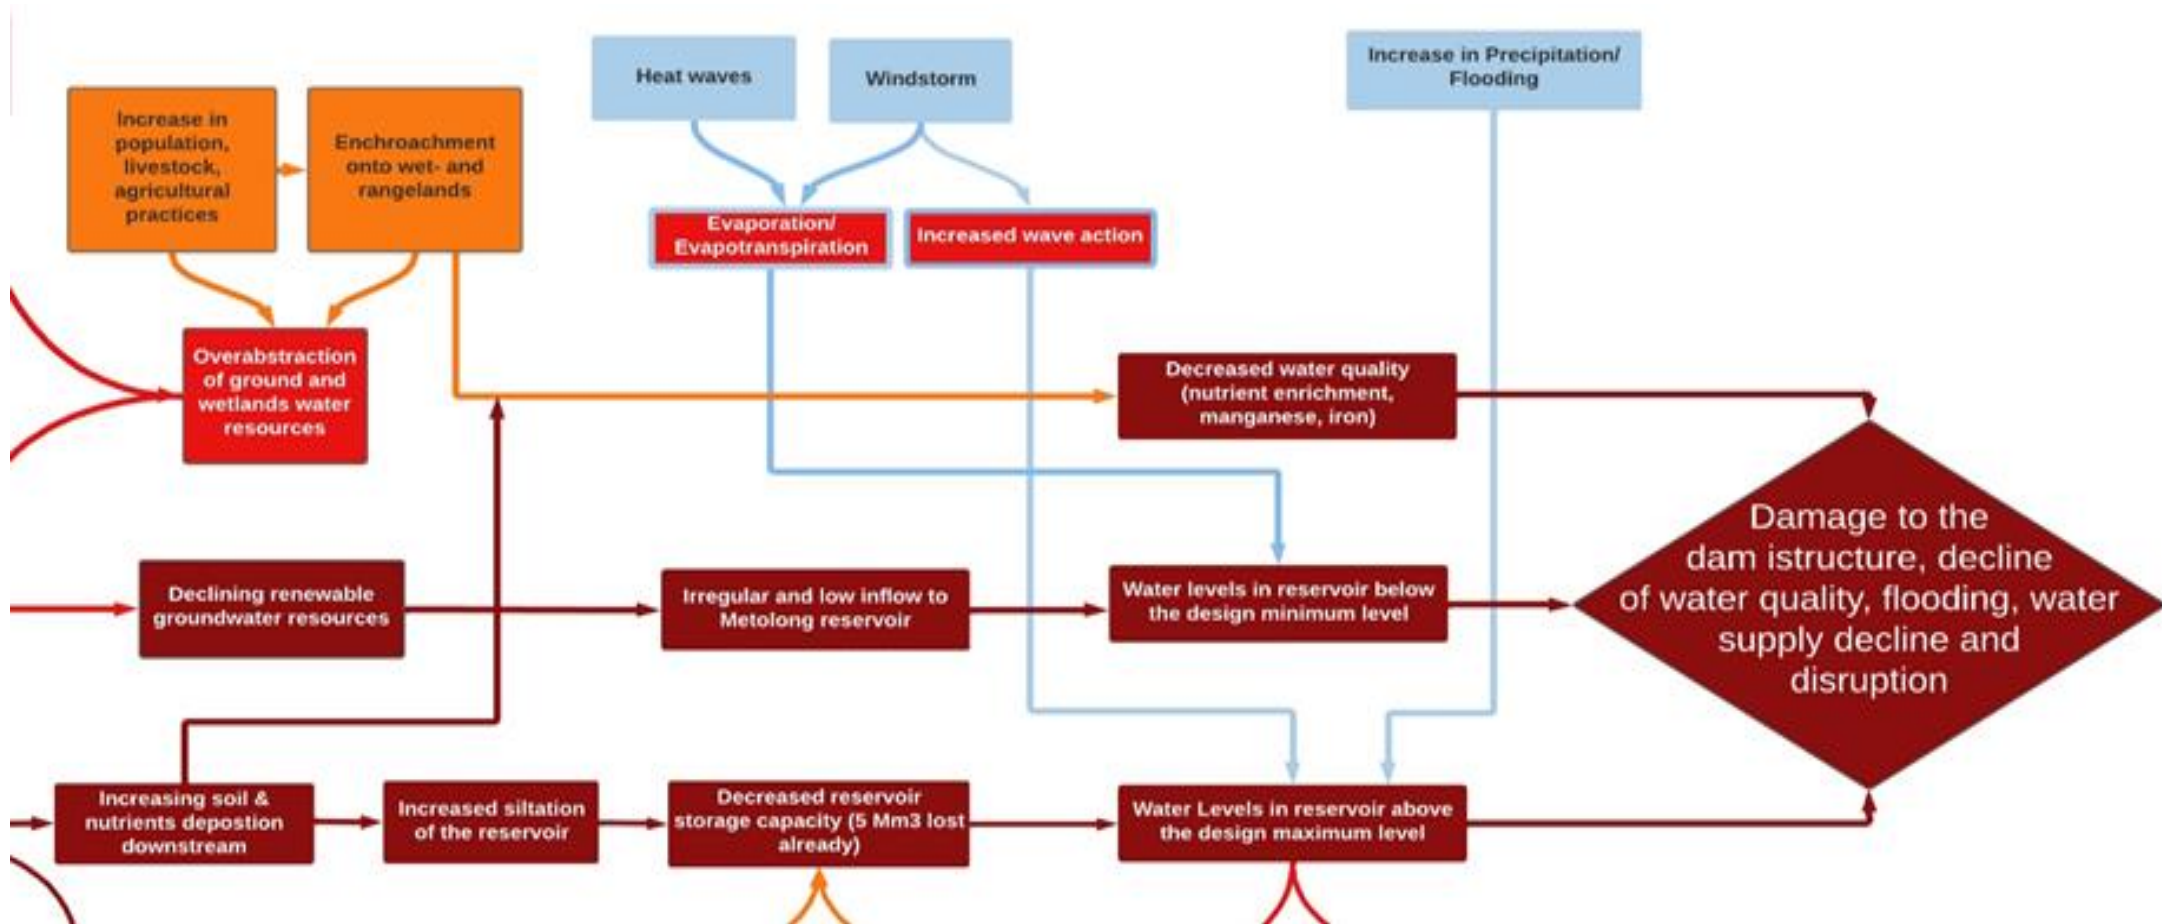 Heat waves
Windstorm
Increase in Precipitation/
Flooding
Increase in
population,
livestock,
agricultural
practices
Enchroachment
onto wet- and
rangelands
Evaporation/
Evapotranspiration
Increased wave action
Overabstraction
of ground and
wetlands water
resources
Decreased water quality
(nutrient enrichment,
manganese, iron)
Declining renewable
groundwater resources
Irregular and low inflow to
Metolong reservoir
Water levels in reservoir below
the design minimum level
Damage to the
dam istructure, decline
of water quality, flooding, water
supply decline and
disruption
Increasing soil &
nutrients depostion
downstream
Increased siltation
of the reservoir
Decreased reservoir
storage capacity (5 Mm3 lost
already)
Water Levels in reservoir above
the design maximum level